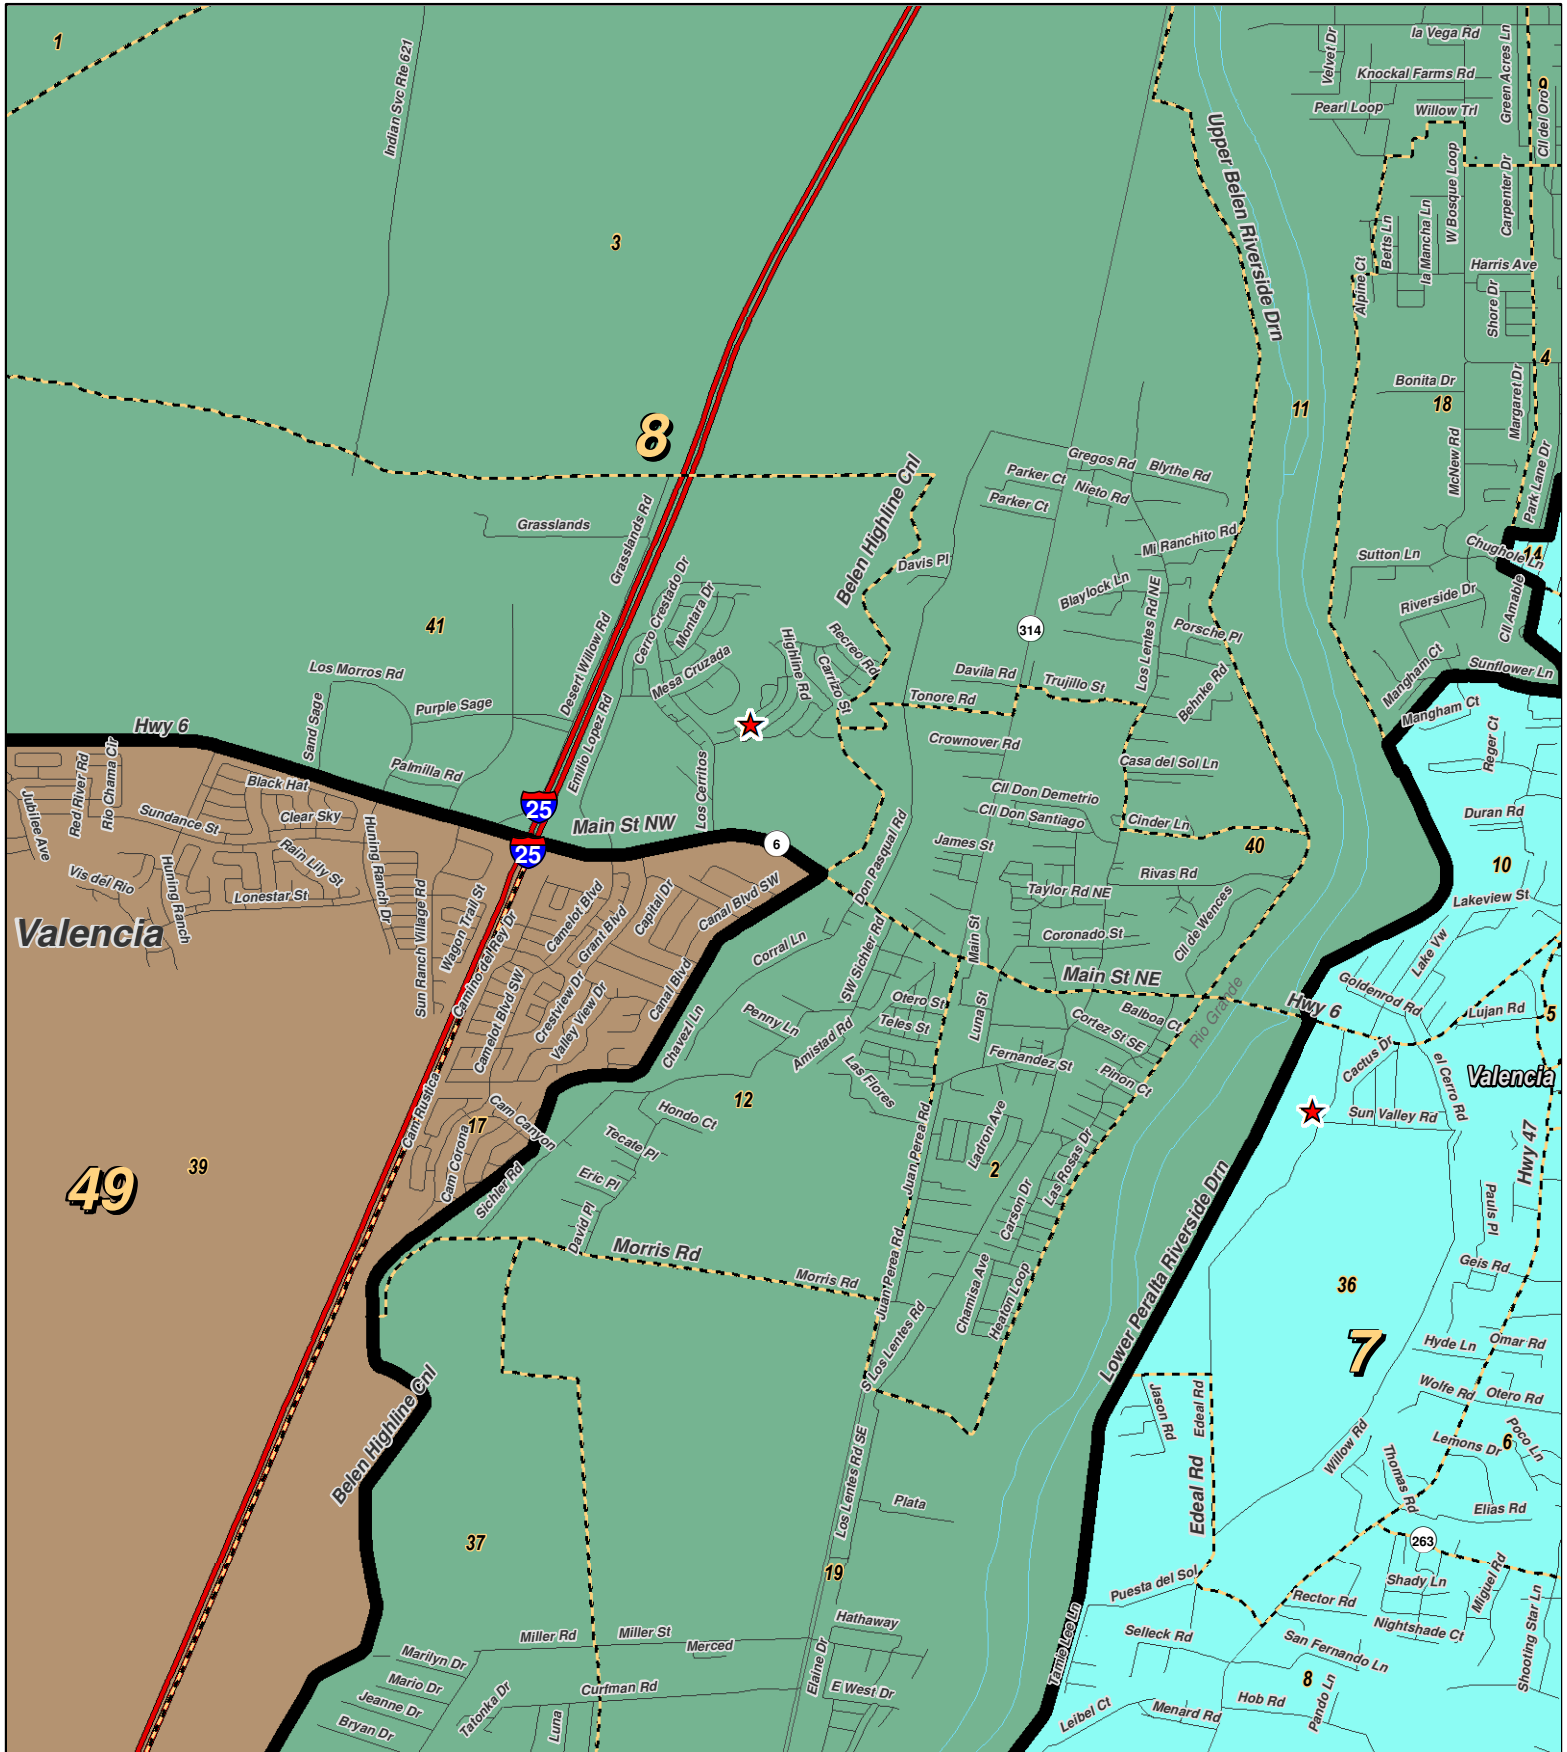 1
Indian Svc Rte 621
3
8
Upper Belen Riverside Drn
Velvet Dr
la Vega Rd
Knockal Farms Rd
Green Acres Ln
9
Pearl Loop
Willow Trl
Cll del Oro
W Bosque Loop
Carpenter Dr
Betts Ln
la Mancha Ln
Harris Ave
Alpine Ct
Shore Dr
4
Bonita Dr
18
Margaret Dr
11
McNew Rd
Park Lane Dr
Gregos Rd
Blythe Rd
Parker Ct
Nieto Rd
Parker Ct
Belen Highline Cnl
Grasslands
Grasslands Rd
Mi Ranchito Rd
Sutton Ln
Chughole Ln
14
Davis Pl
Blaylock Ln
Los Lentes Rd NE
Riverside Dr
Cll Amable
Cerro Crestado Dr
Montara Dr
41
Desert Willow Rd
314
Porsche Pl
Highline Rd
Recreo Rd
Carrizo St
Mesa Cruzada
Los Morros Rd
Davila Rd
Trujillo St
Behnke Rd
Mangham Ct
Sunflower Ln
Tonore Rd
Purple Sage
Sand Sage
Emilio Lopez Rd
Mangham Ct
Reger Ct
Hwy 6
Crownover Rd
Casa del Sol Ln
Palmilla Rd
Los Cerritos
Red River Rd
Rio Chama Cir
Black Hat
Cll Don Demetrio
Jubilee Ave
Sundance St
Clear Sky
25
Main St NW
Cll Don Santiago
Cinder Ln
Duran Rd
Huning Ranch Dr
25
6
Don Pasqual Rd
James St
40
10
Rain Lily St
Vis del Rio
Huning Ranch
Lonestar St
Rivas Rd
Taylor Rd NE
Lakeview St
Valencia
Sun Ranch Village Rd
Wagon Trail St
Camino del Rey Dr
Camelot Blvd
Grant Blvd
Capital Dr
Canal Blvd SW
Corral Ln
SW Sichler Rd
Main St
Coronado St
Cll de Wences
Lake Vw
Main St NE
Goldenrod Rd
Camelot Blvd SW
Crestview Dr
Valley View Dr
Canal Blvd
Otero St
Luna St
Balboa Ct
Rio Grande
Hwy 6
Lujan Rd
5
Chavez Ln
Penny Ln
Amistad Rd
Teles St
Cortez St SE
Fernandez St
Cactus Dr
el Cerro Rd
Valencia
Las Flores
Pinon Ct
Cam Rustica
12
Hondo Ct
Sun Valley Rd
Cam Canyon
17
Tecate Pl
Juan Perea Rd
Ladron Ave
Las Rosas Dr
Hwy 47
Cam Corona
39
49
Eric Pl
2
Sichler Rd
David Pl
Carson Dr
Pauls Pl
Morris Rd
Juan Perea Rd
Lower Peralta Riverside Drn
Geis Rd
Morris Rd
Chamisa Ave
Heaton Loop
36
S Los Lentes Rd
7
Hyde Ln
Omar Rd
Belen Highline Cnl
Jason Rd
Edeal Rd
Wolfe Rd
Otero Rd
Poco Ln
Lemons Dr
6
Willow Rd
Thomas Rd
Los Lentes Rd SE
Plata
Edeal Rd
Elias Rd
37
263
19
Puesta del Sol
Shady Ln
Miguel Rd
Rector Rd
Hathaway
Nightshade Ct
Shooting Star Ln
Miller Rd
Miller St
Merced
Selleck Rd
San Fernando Ln
Tamie Lee Ln
Marilyn Dr
Elaine Dr
Mario Dr
8
Curfman Rd
E West Dr
Jeanne Dr
Tatonka Dr
Luna
Hob Rd
Pando Ln
Leibel Ct
Menard Rd
Bryan Dr